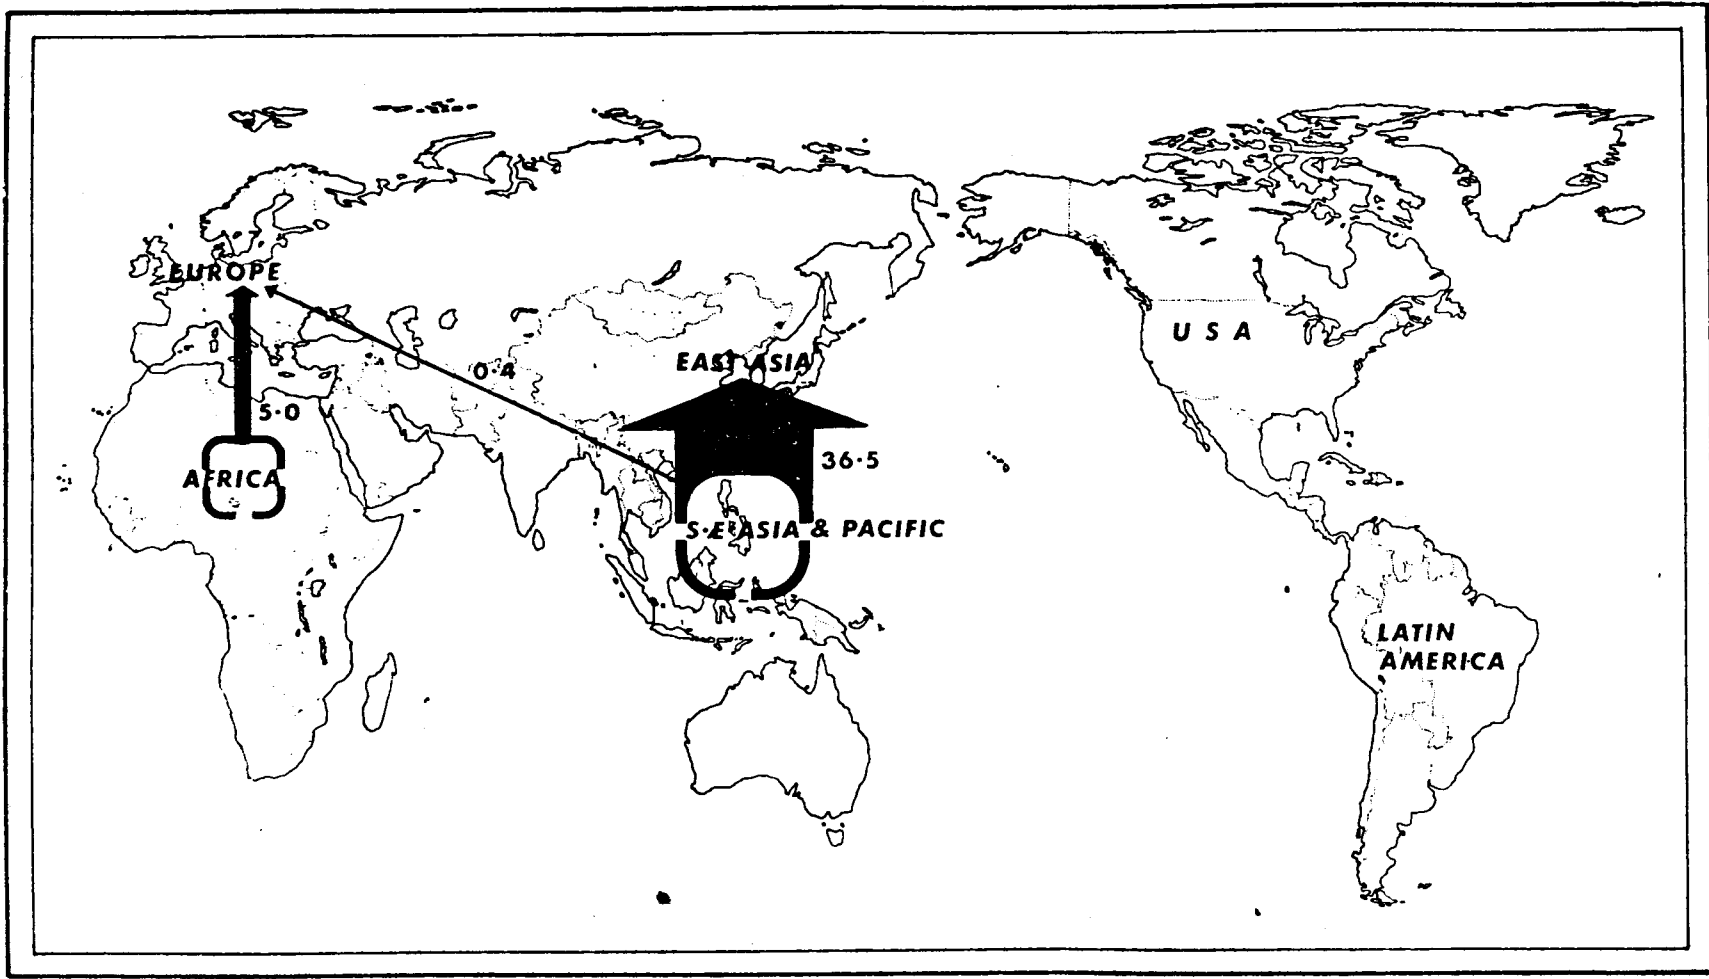 EUROPE
USA
EAST ASIA
0·4
5·0
36·5
AFRICA
S·E ASIA & PACIFIC
LATIN
AMERICA